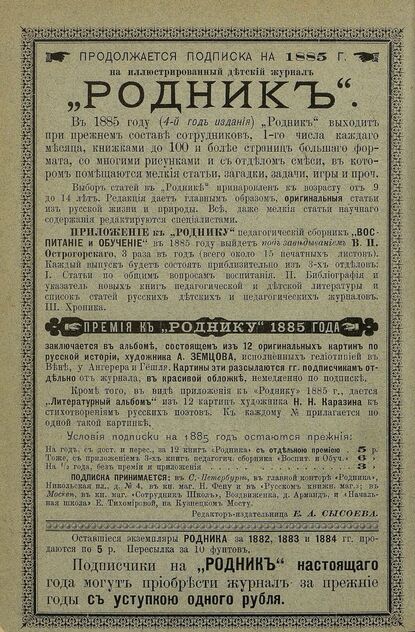 ПРОДОЛЖАЕТСЯ ПОДПИСКА НА 1885 Г.
на иллюстрированный дѣтскій журналъ
„РОДНИКЪ“.
Въ 1885 году (4-й годъ изданія) „Родникъ“ выходитъ
при прежнемъ составѣ сотрудниковъ, 1-го числа каждаго
мѣсяца, книжками до 100 и болѣе страницъ большаго фор-
мата, со многими рисунками и съ отдѣломъ смѣси, въ кото-
ромъ помѣщаются мелкія статьи, загадки, задачи, игры и проч.
Выборъ статей въ „Родникѣ“ принаровленъ къ возрасту отъ 9
до 14 лѣтъ. Редакція даетъ главнымъ образомъ, оригинальныя статьи
изъ русской жизни и природы. Всѣ, даже мелкія статьи научнаго
содержанія редактируются спеціалистами.
ПРИЛОЖЕНІЕ къ „РОДНИКУ“ педагогическій сборникъ „ВОС-
ПИТАНІЕ и ОБУЧЕНІЕ“ въ 1885 году выйдетъ подъ завѣдываніемъ В. П.
Острогорскаго, 3 раза въ годъ (всего около 15 печатныхъ листовъ).
Каждый выпускъ будетъ состоять приблизительно изъ 3-хъ отдѣловъ:
I. Статьи по общимъ вопросамъ воспитанія. II. Библіографія и
указатель новыхъ книгъ педагогической и дѣтской литературы и
списокъ статей русскихъ дѣтскихъ и педагогическихъ журналовъ.
III. Хроника.
ПРЕМІЯ КЪ „РОДНИКУ“ 1885 ГОДА
заключается въ альбомѣ, состоящемъ изъ 12 оригинальныхъ картинъ по
русской исторіи, художника А. ЗЕМЦОВА, исполненныхъ геліотипіей въ
Вѣнѣ, у Ангерера и Гёшля. Картины эти разсылаются гг. подписчикамъ от-
дѣльно отъ журнала, въ красивой обложкѣ, немедленно по подпискѣ.
Кромѣ того, въ видѣ приложенія къ «Роднику» 1885 г., дается
„Литературный альбомъ“ изъ 12 картинъ художника Н. Н. Каразина къ
стихотвореніямъ русскихъ поэтовъ. Къ каждому № прилагается по
одной такой картинкѣ.
Условія подписки на 1885 годъ остаются прежнія:
На годъ, съ дост. и перес., за 12 книгъ «Родника» съ отдѣльною преміею . 5 р.
Тоже, съ приложеніемъ 3-хъ книгъ педагогич. сборника «Воспит. и Обуч.» 6 »
На ½ года, безъ преміи и приложенія . . . . 3 »
ПОДПИСКА ПРИНИМАЕТСЯ: въ С.-Петербургѣ, въ главной конторѣ «Родника»,
Никольская пл., д. № 4, въ кн. маг. Н. Фену и въ «Русскомъ книжн. маг.»; въ
Москвѣ, въ кн. маг. «Сотрудникъ Школъ», Воздвиженка, д. Армандъ, и «Началь-
ная школа» Е. Тихоміровой, на Кузнецкомъ Мосту.
Редакторъ-издательница Е. А. СЫСОЕВА.
Оставшіеся экземпляры РОДНИКА за 1882, 1883 и 1884 гг. про-
даются по 5 р. Пересылка за 10 фунтовъ.
Подписчики на „РОДНИКЪ“ настоящаго
года могутъ пріобрѣсти журналъ за прежніе
годы съ уступкою одного рубля.